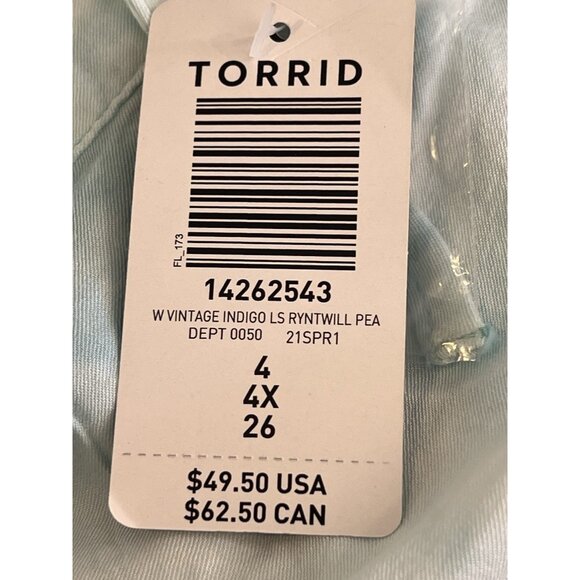 TORRID
FL_173
14262543
W VINTAGE INDIGO LS RYNTWILL PEA
DEPT 0050 21SPR1
4
4X
26
$49.50 USA
$62.50 CAN